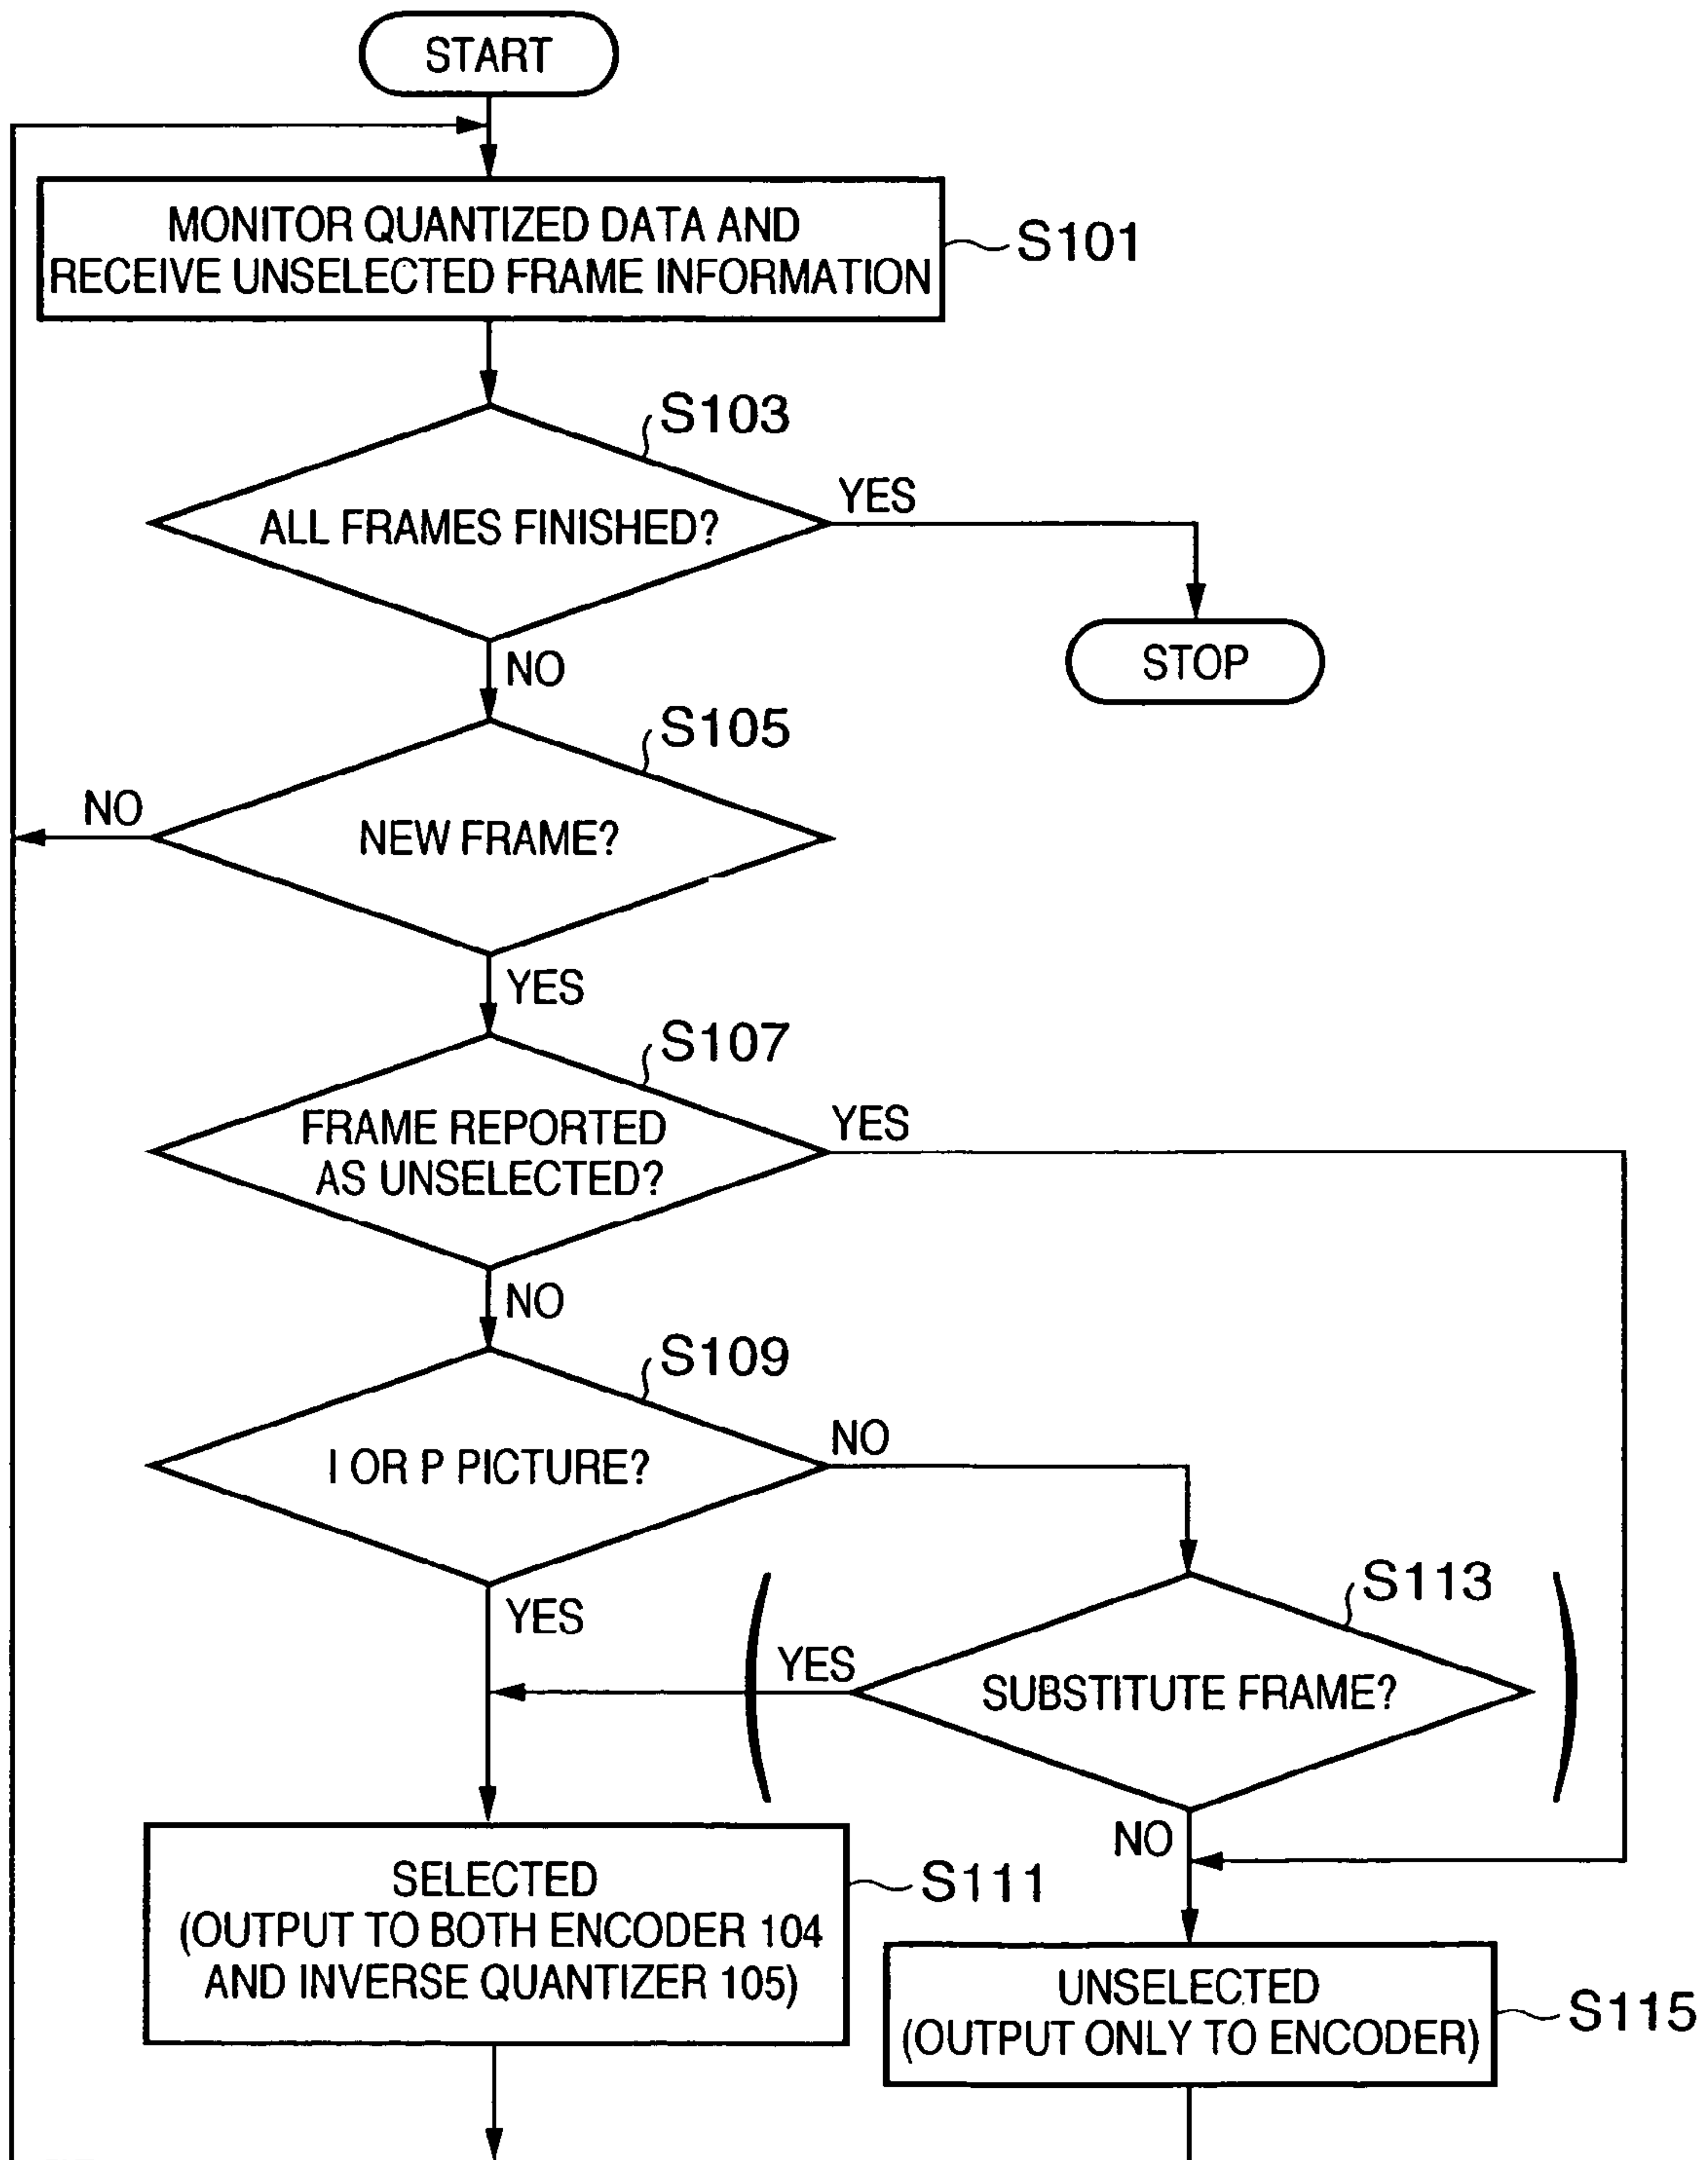 START
MONITOR QUANTIZED DATA AND
RECEIVE UNSELECTED FRAME INFORMATION
S101
S103
ALL FRAMES FINISHED?
YES
STOP
NO
S105
NEW FRAME?
NO
YES
S107
FRAME REPORTED
AS UNSELECTED?
YES
NO
S109
I OR P PICTURE?
NO
YES
S113
YES
SUBSTITUTE FRAME?
NO
SELECTED
(OUTPUT TO BOTH ENCODER 104
AND INVERSE QUANTIZER 105)
S111
UNSELECTED
(OUTPUT ONLY TO ENCODER)
S115